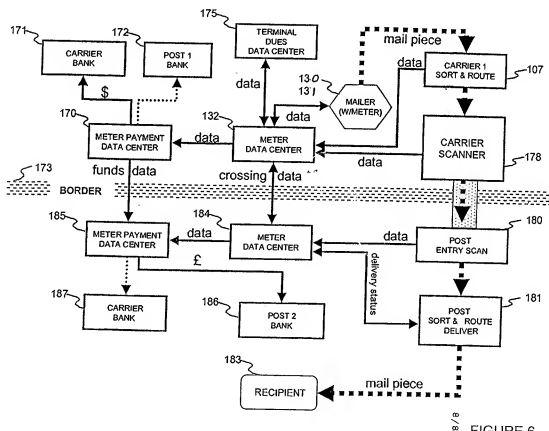 171
CARRIER
BANK
172
POST 1
BANK
175
TERMINAL
DUES
DATA CENTER
mail piece
CARRIER 1
SORT & ROUTE
107
130
131
MAILER
(W/METER)
data
data
data
$
170
METER PAYMENT
DATA CENTER
data
132
METER
DATA CENTER
data
CARRIER
SCANNER
178
173
funds
data
crossing
data
BORDER
185
METER PAYMENT
DATA CENTER
data
184
METER
DATA CENTER
data
180
POST
ENTRY SCAN
£
delivery status
187
CARRIER
BANK
186
POST 2
BANK
181
POST
SORT & ROUTE
DELIVER
183
RECIPIENT
mail piece
8/8
FIGURE 6